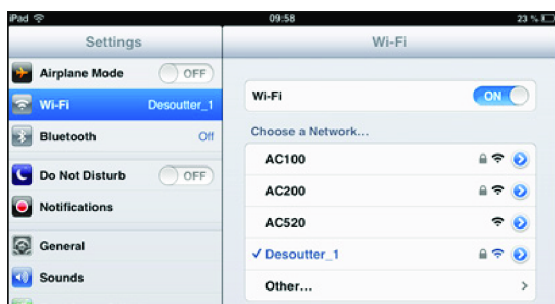 iPad 09:58 23 %
Settings Wi-Fi
Airplane Mode OFF
Wi-Fi Desoutter_1
Bluetooth Off
Do Not Disturb OFF
Notifications
General
Sounds
Wi-Fi ON
Choose a Network...
AC100
AC200
AC520
✓ Desoutter_1
Other...